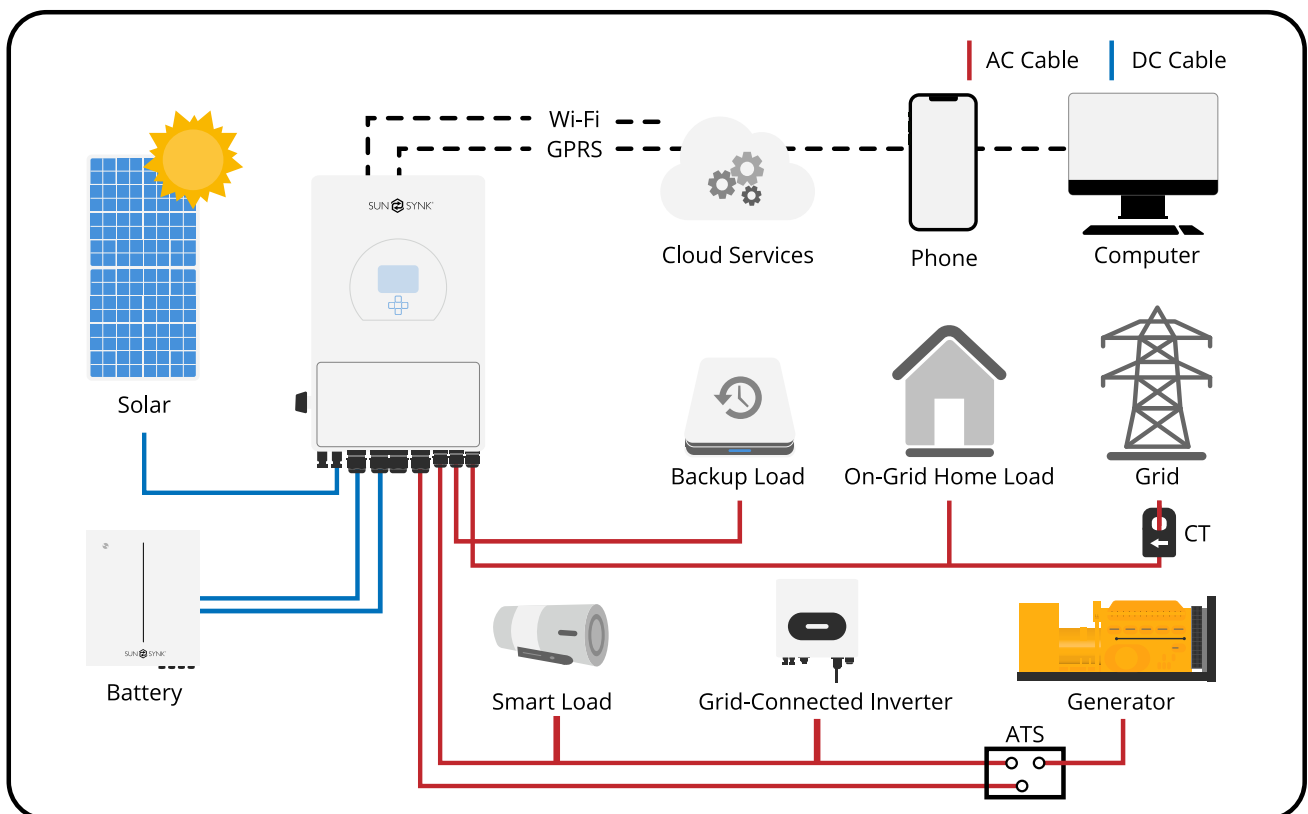 AC Cable
DC Cable
Wi-Fi
GPRS
SUN SYNK
Cloud Services
Phone
Computer
Solar
Backup Load
On-Grid Home Load
Grid
CT
SUN SYNK
Battery
Smart Load
Grid-Connected Inverter
Generator
ATS